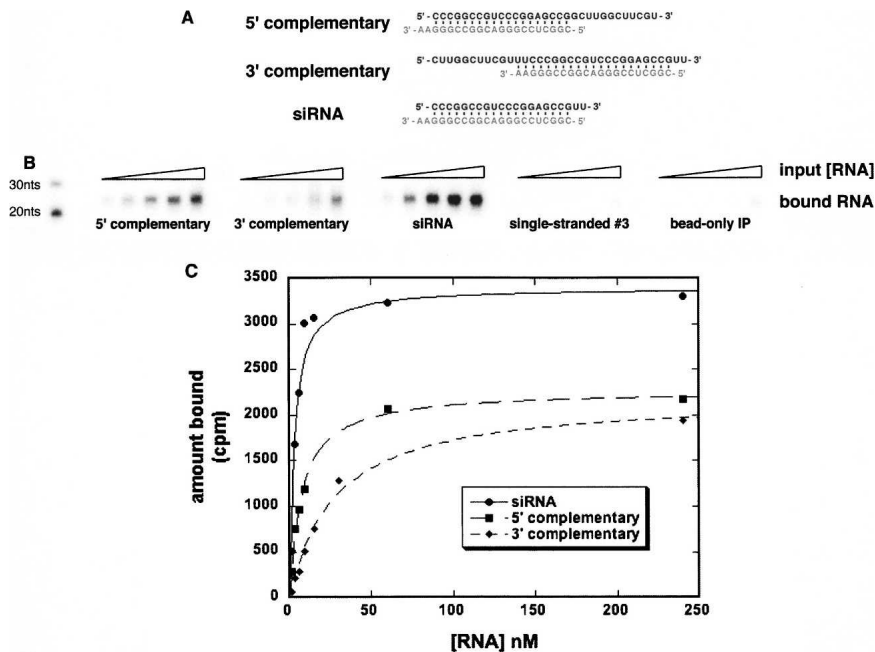 A
5'-CCCGGCCGUCCCGGAGCCGGCUUGGCUUCGU-3'
5' complementary
3'-AAGGGCCGGCAGGGCCUCGGC-5'
5'-CUUGGCUUCGUUUCCCGGCCGUCCCGGAGCCGUU-3'
3' complementary
3'-AAGGGCCGGCAGGGCCUCGGC-5'
siRNA
5'-CCCGGCCGUCCCGGAGCCGUU-3'
3'-AAGGGCCGGCAGGGCCUCGGC-5'
B
input [RNA]
30nts
20nts
bound RNA
5' complementary
3' complementary
siRNA
single-stranded #3
bead-only IP
C
3500
3000
2500
2000
1500
1000
500
0
amount bound
(cpm)
siRNA
5' complementary
3' complementary
0
50
100
150
200
250
[RNA] nM